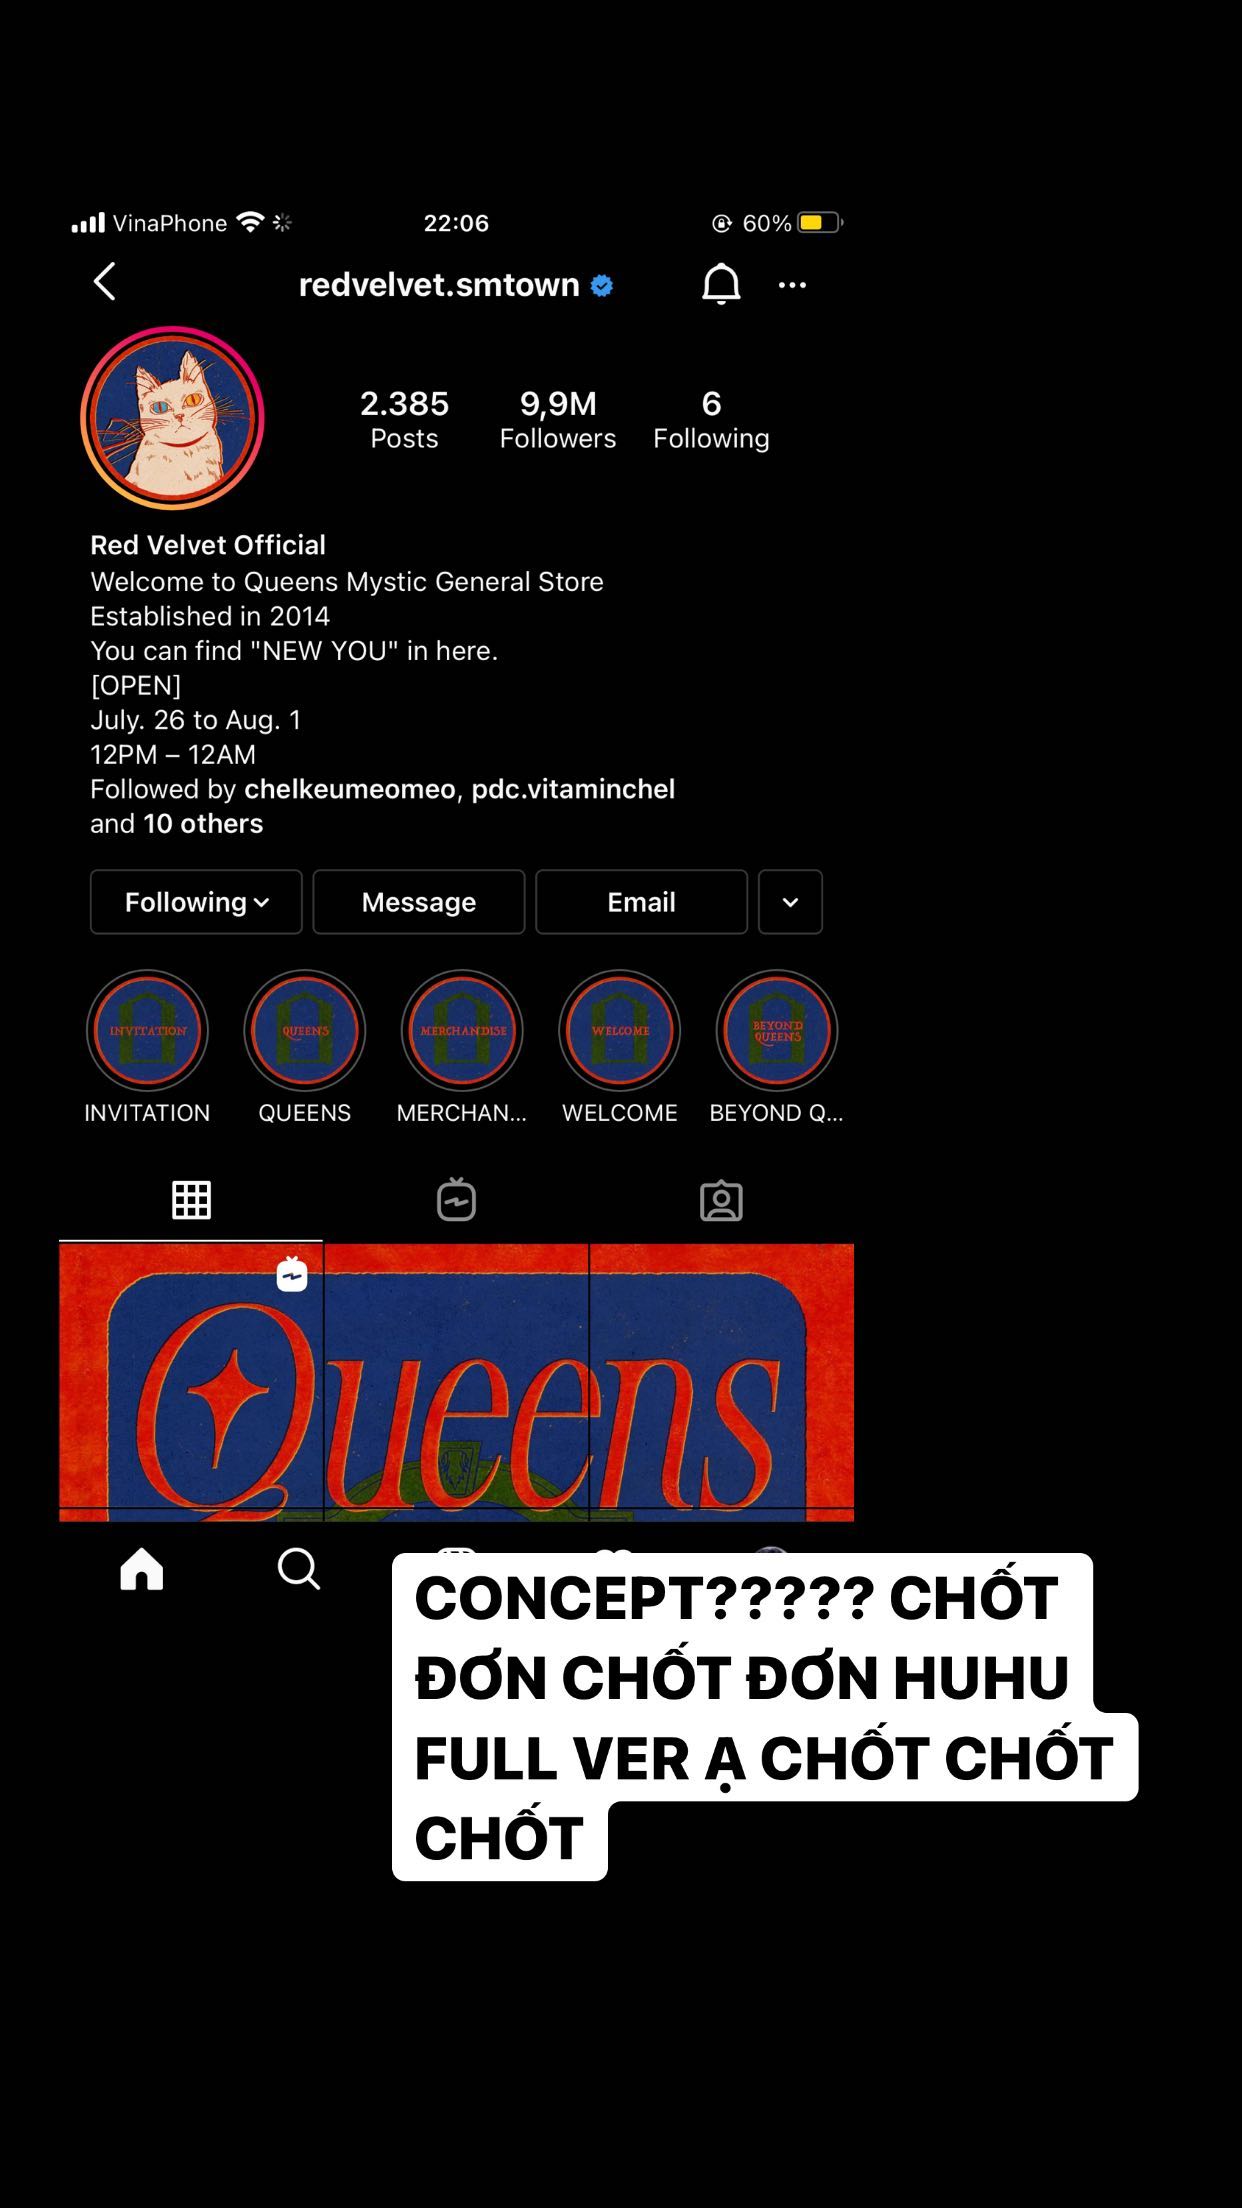 VinaPhone 22:06 60%
redvelvet.smtown
2.385 9,9M 6
Posts Followers Following
Red Velvet Official
Welcome to Queens Mystic General Store
Established in 2014
You can find "NEW YOU" in here.
[OPEN]
July. 26 to Aug. 1
12PM – 12AM
Followed by chelkeumeomeo, pdc.vitaminchel
and 10 others
Following Message Email
INVITATION QUEENS MERCHANDISE WELCOME BEYOND
QUEENS
INVITATION QUEENS MERCHAN... WELCOME BEYOND Q...
Queens
CONCEPT????? CHỐT
ĐƠN CHỐT ĐƠN HUHU
FULL VER Ạ CHỐT CHỐT
CHỐT